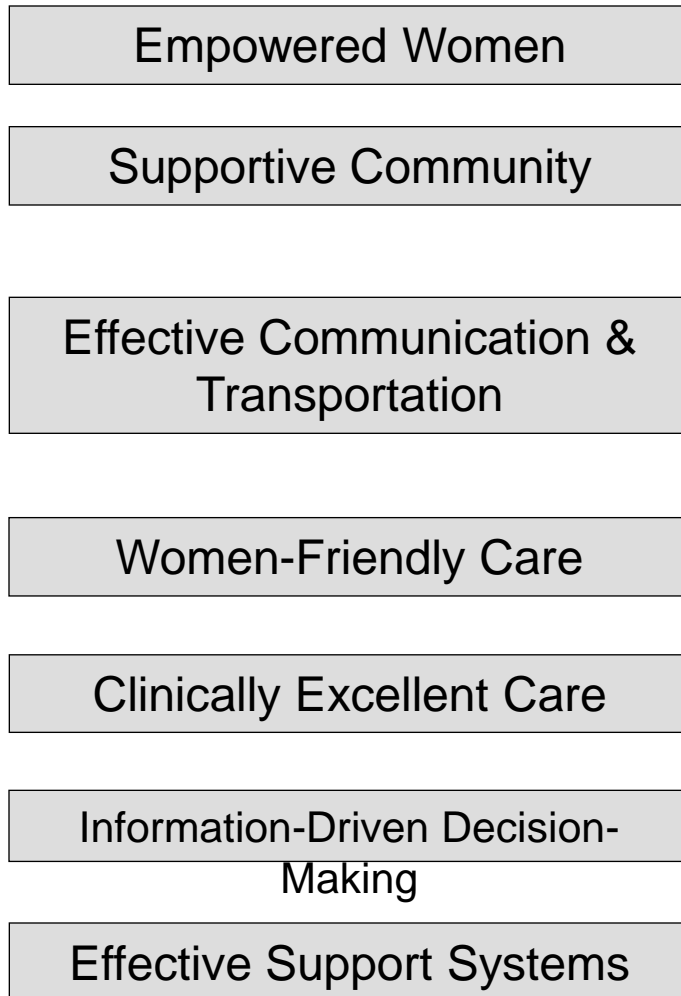 Empowered Women
Supportive Community
Effective Communication &
Transportation
Women-Friendly Care
Clinically Excellent Care
Information-Driven Decision-
Making
Effective Support Systems